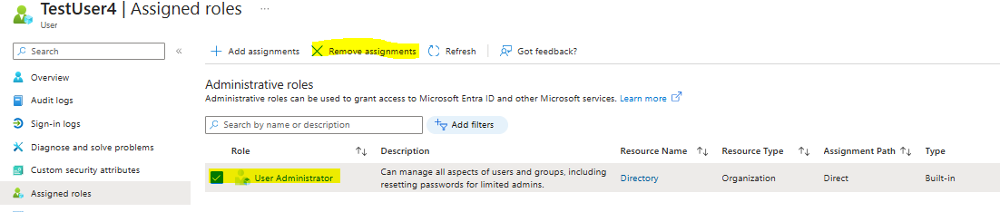 TestUser4 | Assigned roles ...
User
Search
Add assignments Remove assignments Refresh Got feedback?
Overview
Audit logs
Sign-in logs
Diagnose and solve problems
Custom security attributes
Assigned roles
Administrative roles
Administrative roles can be used to grant access to Microsoft Entra ID and other Microsoft services. Learn more
Search by name or description Add filters
Role Description Resource Name Resource Type Assignment Path Type
User Administrator Can manage all aspects of users and groups, including Directory Organization Direct Built-in
resetting passwords for limited admins.